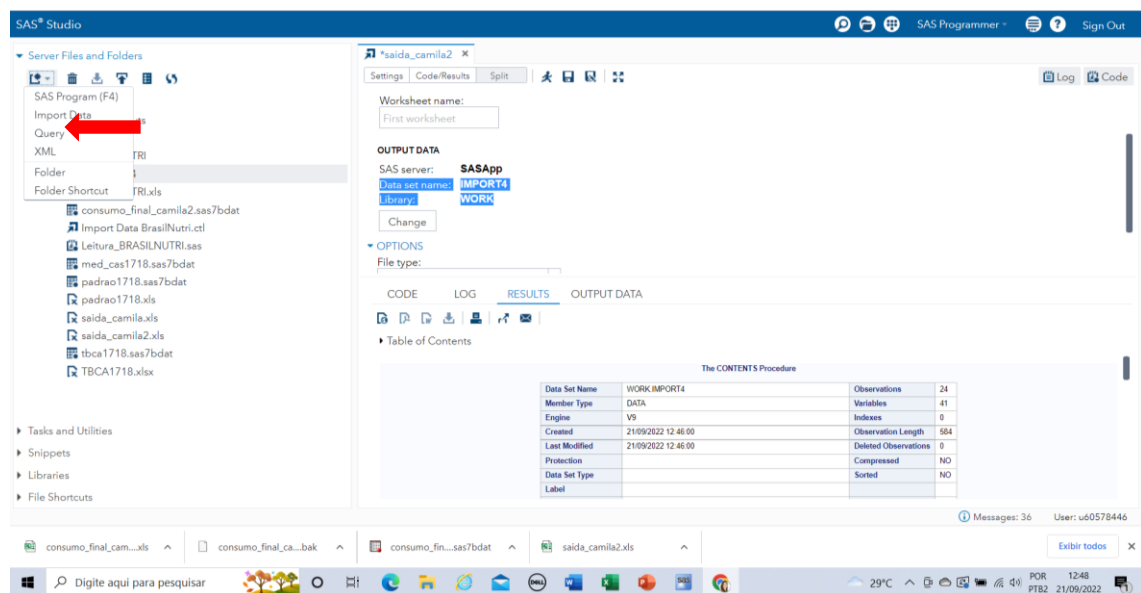 SAS® Studio
SAS Programmer
Sign Out
Server Files and Folders
SAS Program (F4)
Import Data
Query
XML
Folder
Folder Shortcut
TRI
TRI.xls
consumo_final_camila2.sas7bdat
Import Data BrasilNutri.ctl
Leitura_BRASILNUTRI.sas
med_cas1718.sas7bdat
padrao1718.sas7bdat
padrao1718.xls
saida_camila.xls
saida_camila2.xls
tbca1718.sas7bdat
TBCA1718.xlsx
Tasks and Utilities
Snippets
Libraries
File Shortcuts
*saida_camila2 ×
Settings Code/Results Split
Log Code
Worksheet name:
First worksheet
OUTPUT DATA
SAS server: SASApp
Data set name: IMPORT4
Library: WORK
Change
OPTIONS
File type:
CODE LOG RESULTS OUTPUT DATA
Table of Contents
The CONTENTS Procedure
Data Set Name WORK.IMPORT4 Observations 24
Member Type DATA Variables 41
Engine V9 Indexes 0
Created 21/09/2022 12:46:00 Observation Length 584
Last Modified 21/09/2022 12:46:00 Deleted Observations 0
Protection Compressed NO
Data Set Type Sorted NO
Label
Messages: 36 User: u60578446
consumo_final_cam....xls
consumo_final_ca....bak
consumo_fin....sas7bdat
saida_camila2.xls
Exibir todos ×
Digite aqui para pesquisar
DELL
SAS
29°C
POR
PTB2
12:48
21/09/2022